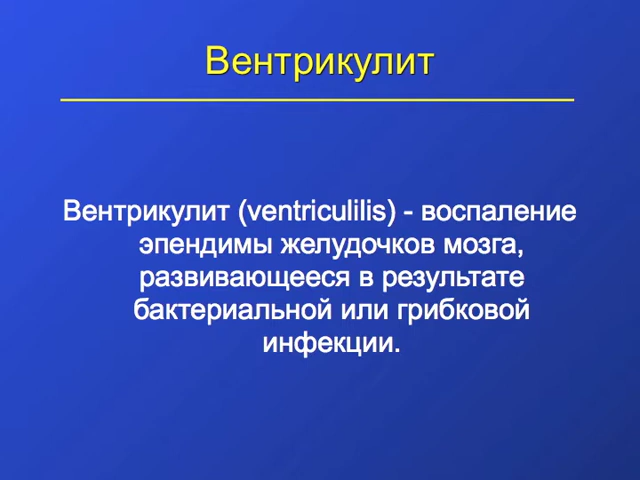 Вентрикулит
Вентрикулит (ventriculilis) - воспаление
эпендимы желудочков мозга,
развивающееся в результате
бактериальной или грибковой
инфекции.